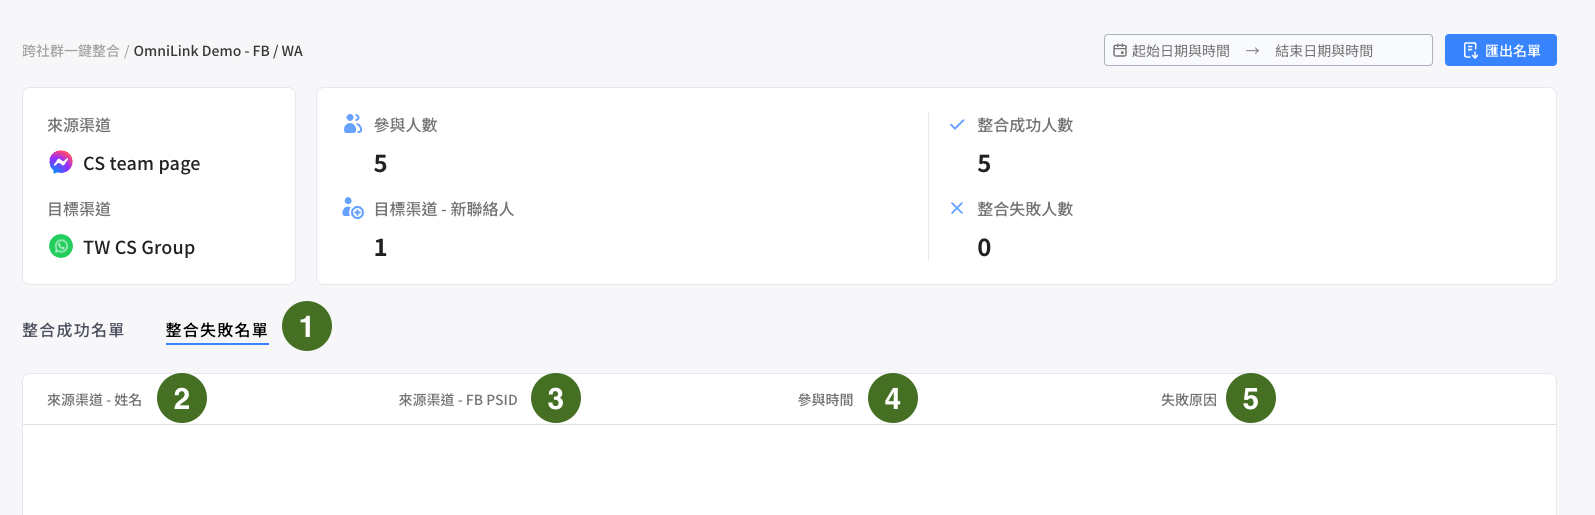 跨社群一鍵整合 / OmniLink Demo - FB / WA
起始日期與時間 → 結束日期與時間
匯出名單
來源渠道
CS team page
目標渠道
TW CS Group
參與人數
5
目標渠道 - 新聯絡人
1
整合成功人數
5
整合失敗人數
0
整合成功名單 整合失敗名單 1
來源渠道 - 姓名 2 來源渠道 - FB PSID 3 參與時間 4 失敗原因 5